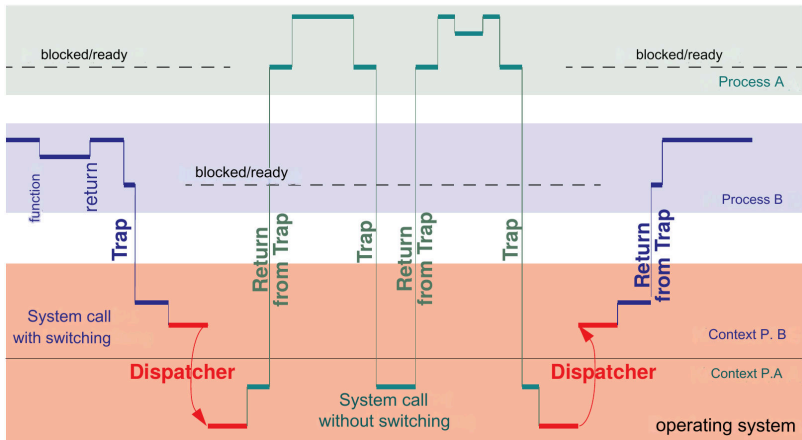 blocked/ready
blocked/ready
Process A
blocked/ready
Process B
function
return
Trap
Return
from Trap
Trap
Return
from Trap
Trap
Return
from Trap
System call
with switching
Context P. B
Dispatcher
Dispatcher
Context P.A
System call
without switching
operating system